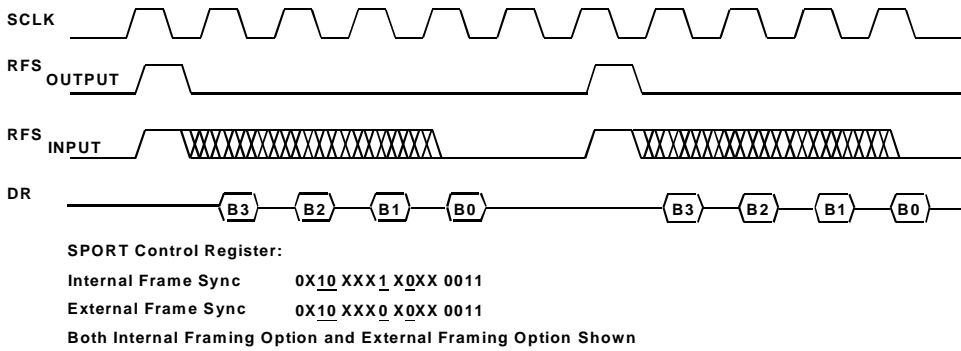 SCLK
RFS OUTPUT
RFS INPUT
DR B3 B2 B1 B0 B3 B2 B1 B0
SPORT Control Register:
Internal Frame Sync 0X10 XXX1 X0XX 0011
External Frame Sync 0X10 XXX0 X0XX 0011
Both Internal Framing Option and External Framing Option Shown